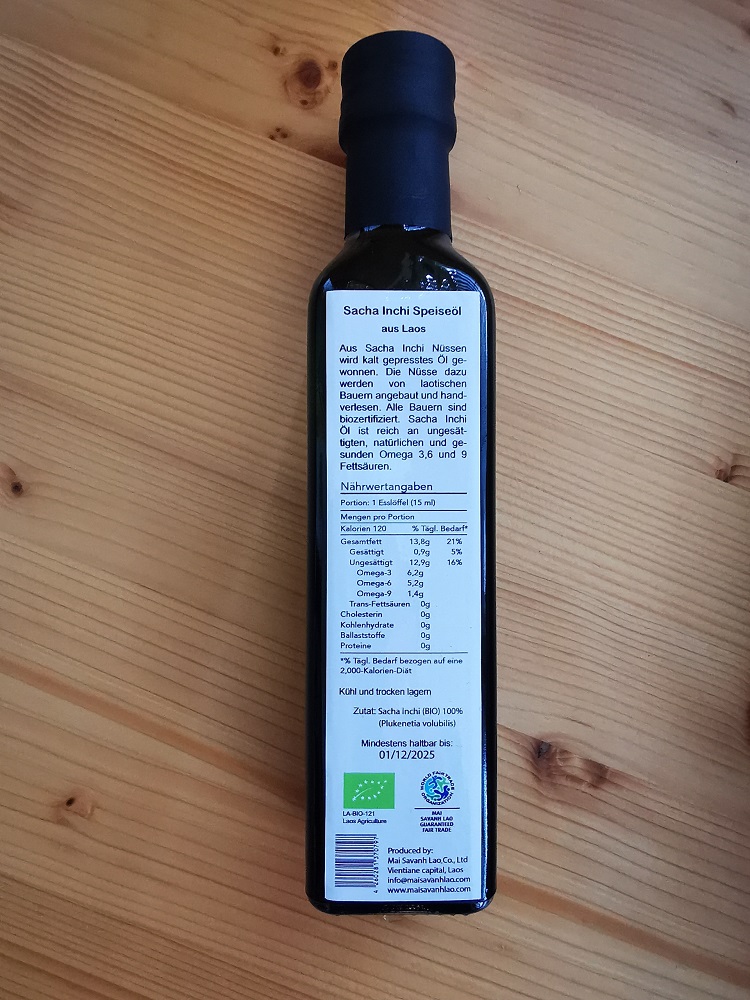 Sacha Inchi Speiseöl
aus Laos
Aus Sacha Inchi Nüssen
wird kalt gepresstes Öl ge-
wonnen. Die Nüsse dazu
werden von laotischen
Bauern angebaut und hand-
verlesen. Alle Bauern sind
biozertifiziert. Sacha Inchi
Öl ist reich an ungesät-
tigten, natürlichen und ge-
sunden Omega 3,6 und 9
Fettsäuren.
Nährwertangaben
Portion: 1 Esslöffel (15 ml)
Mengen pro Portion
Kalorien 120 % Tägl. Bedarf*
Gesamtfett 13,8g 21%
Gesättigt 0,9g 5%
Ungesättigt 12,9g 16%
Omega-3 6,2g
Omega-6 5,2g
Omega-9 1,4g
Trans-Fettsäuren 0g
Cholesterin 0g
Kohlenhydrate 0g
Ballaststoffe 0g
Proteine 0g
*% Tägl. Bedarf bezogen auf eine
2,000-Kalorien-Diät
Kühl und trocken lagern
Zutat: Sacha Inchi (BIO) 100%
(Plukenetia volubilis)
Mindestens haltbar bis:
01/12/2025
WORLD FAIR TRADE
ORGANIZATION
LA-BIO-121
Laos Agriculture
MAI
SAVANH LAO
GUARANTEED
FAIR TRADE
Produced by:
Mai Savanh Lao,Co., Ltd
Vientiane capital, Laos
info@maisavanhlao.com
www.maisavanhlao.com